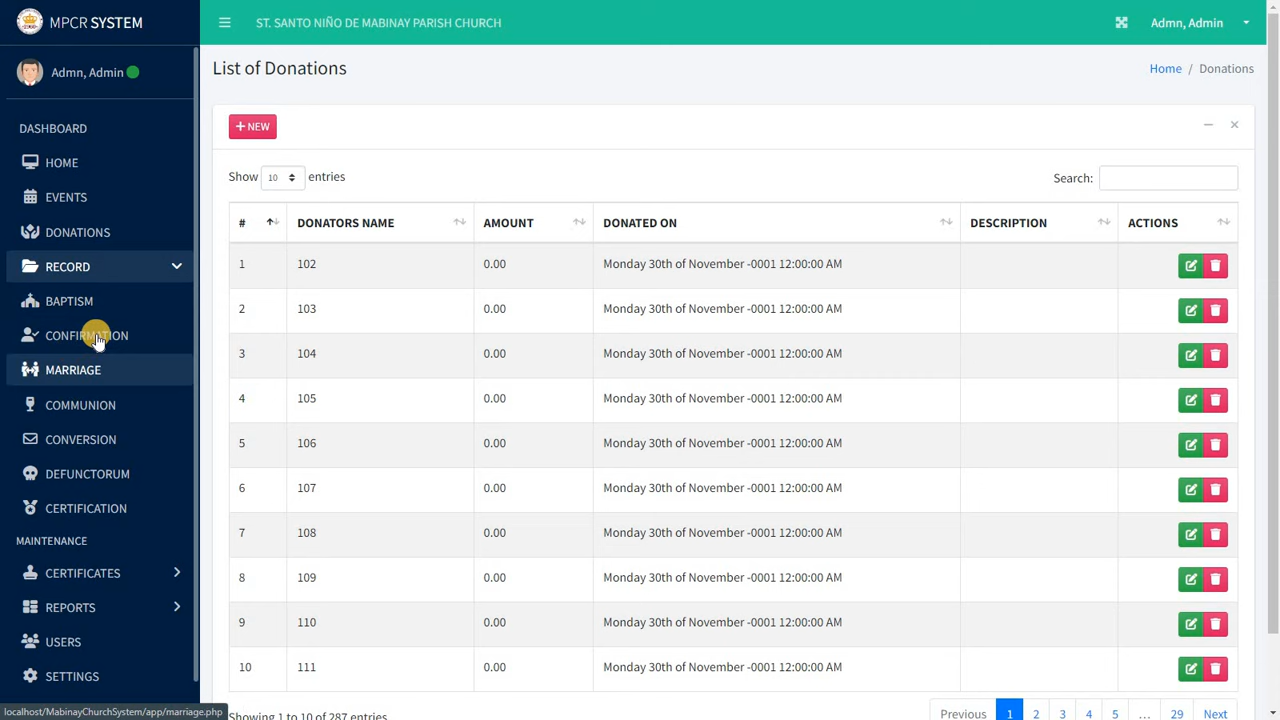 MPCR SYSTEM
ST. SANTO NIÑO DE MABINAY PARISH CHURCH
Admn, Admin
Admn, Admin
DASHBOARD
HOME
EVENTS
DONATIONS
RECORD
BAPTISM
CONFIRMATION
MARRIAGE
COMMUNION
CONVERSION
DEFUNCTORUM
CERTIFICATION
MAINTENANCE
CERTIFICATES
REPORTS
USERS
SETTINGS
localhost/MabinayChurchSystem/app/marriage.php
List of Donations
Home / Donations
+ NEW
Show 10 entries
Search:
# DONATORS NAME AMOUNT DONATED ON DESCRIPTION ACTIONS
1 102 0.00 Monday 30th of November -0001 12:00:00 AM
2 103 0.00 Monday 30th of November -0001 12:00:00 AM
3 104 0.00 Monday 30th of November -0001 12:00:00 AM
4 105 0.00 Monday 30th of November -0001 12:00:00 AM
5 106 0.00 Monday 30th of November -0001 12:00:00 AM
6 107 0.00 Monday 30th of November -0001 12:00:00 AM
7 108 0.00 Monday 30th of November -0001 12:00:00 AM
8 109 0.00 Monday 30th of November -0001 12:00:00 AM
9 110 0.00 Monday 30th of November -0001 12:00:00 AM
10 111 0.00 Monday 30th of November -0001 12:00:00 AM
Showing 1 to 10 of 287 entries
Previous 1 2 3 4 5 … 29 Next